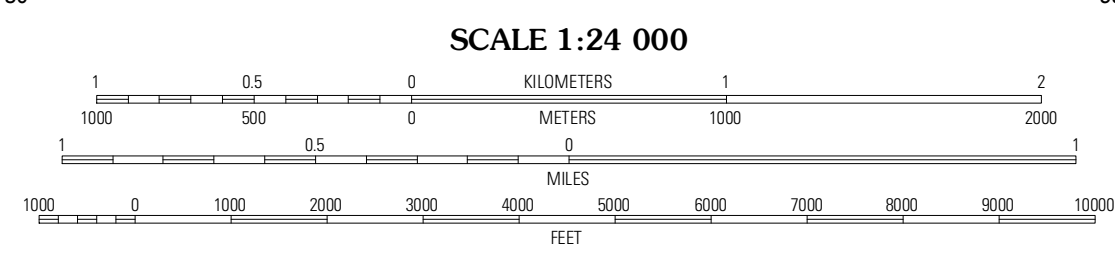 SCALE 1:24 000
1 0.5 0 KILOMETERS 1 2
1000 500 0 METERS 1000 2000
1 0.5 0 1
MILES
1000 0 1000 2000 3000 4000 5000 6000 7000 8000 9000 10000
FEET